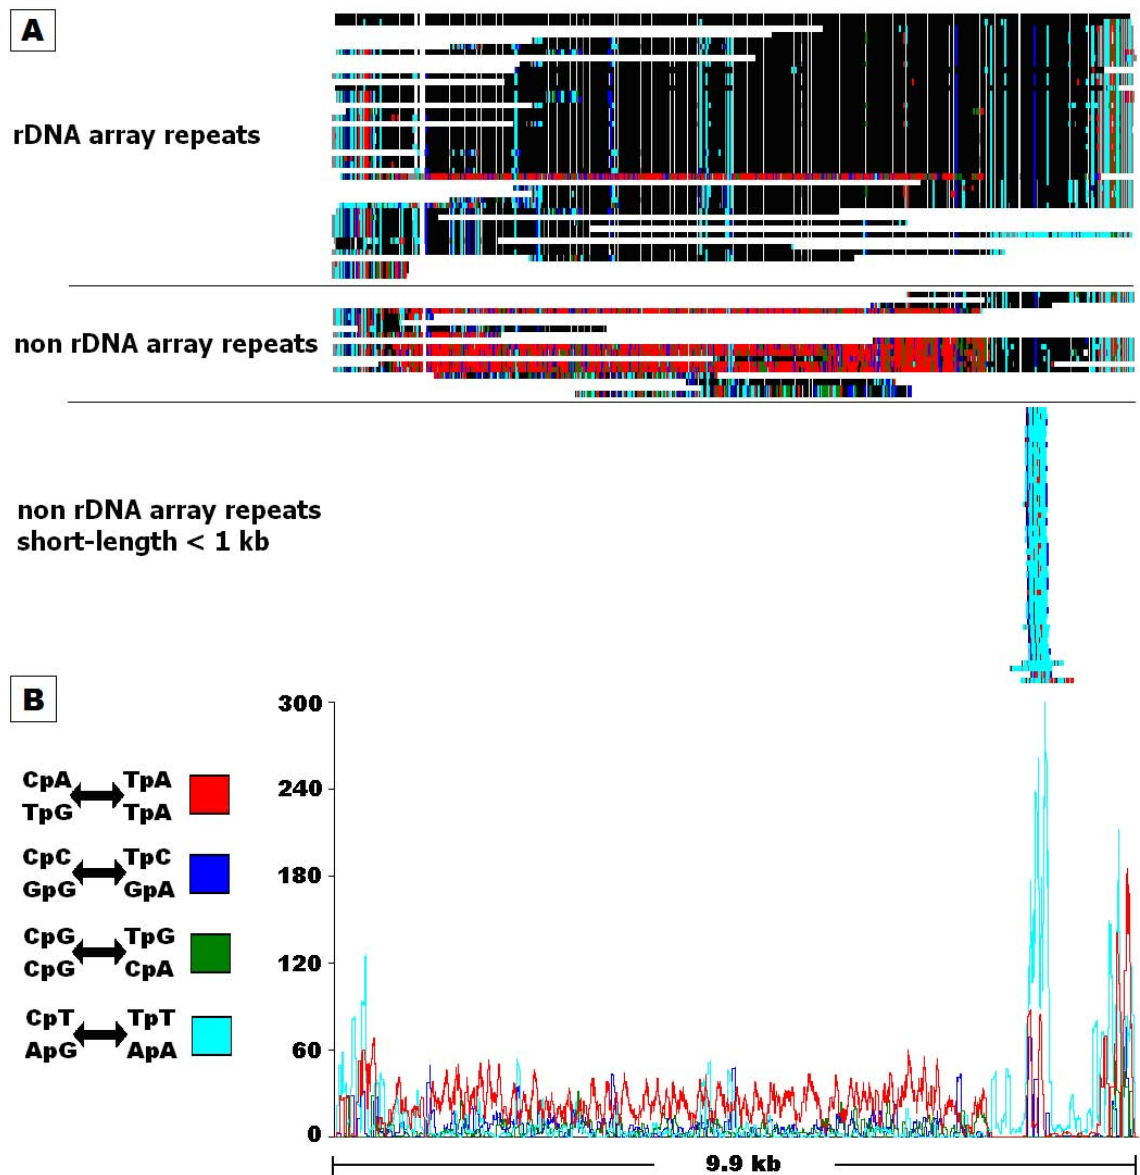 A
rDNA array repeats
non rDNA array repeats
non rDNA array repeats
short-length < 1 kb
B
300
240
180
120
60
0
CpA TpA
TpG TpA
CpC TpC
GpG GpA
CpG TpG
CpG CpA
CpT TpT
ApG ApA
9.9 kb